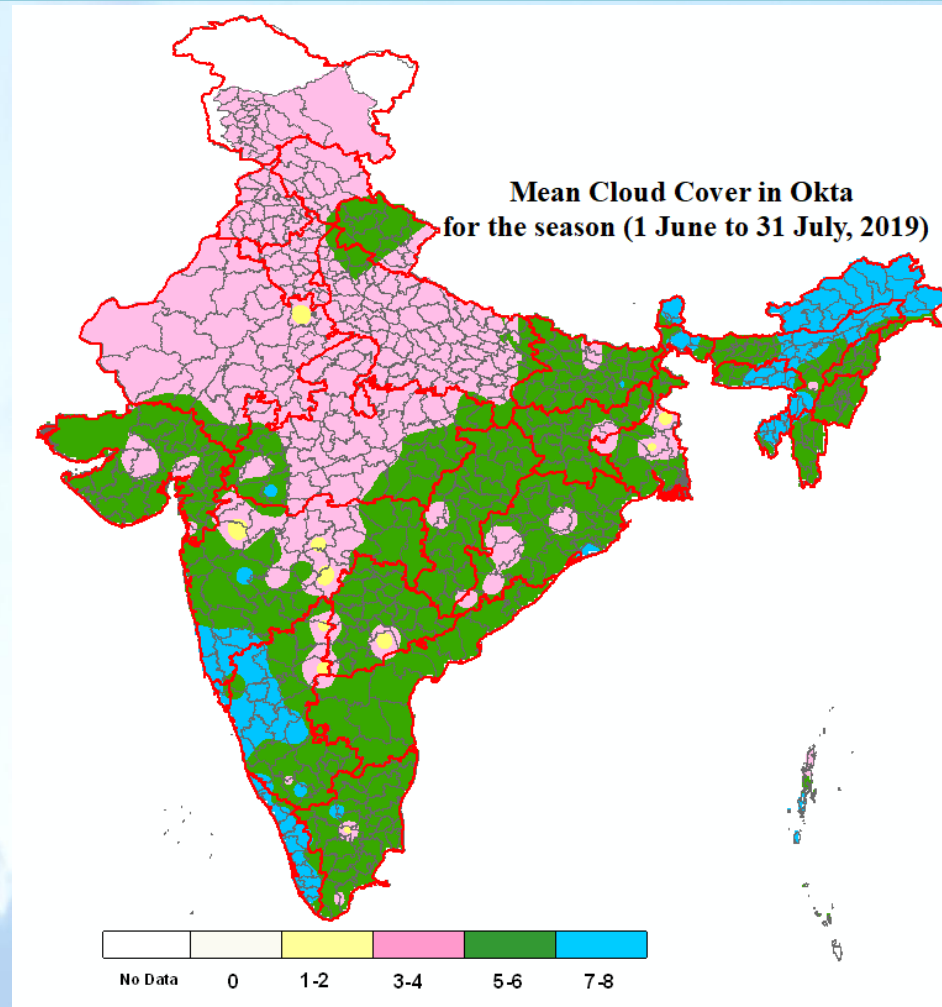 Mean Cloud Cover in Okta
for the season (1 June to 31 July, 2019)
No Data 0 1-2 3-4 5-6 7-8